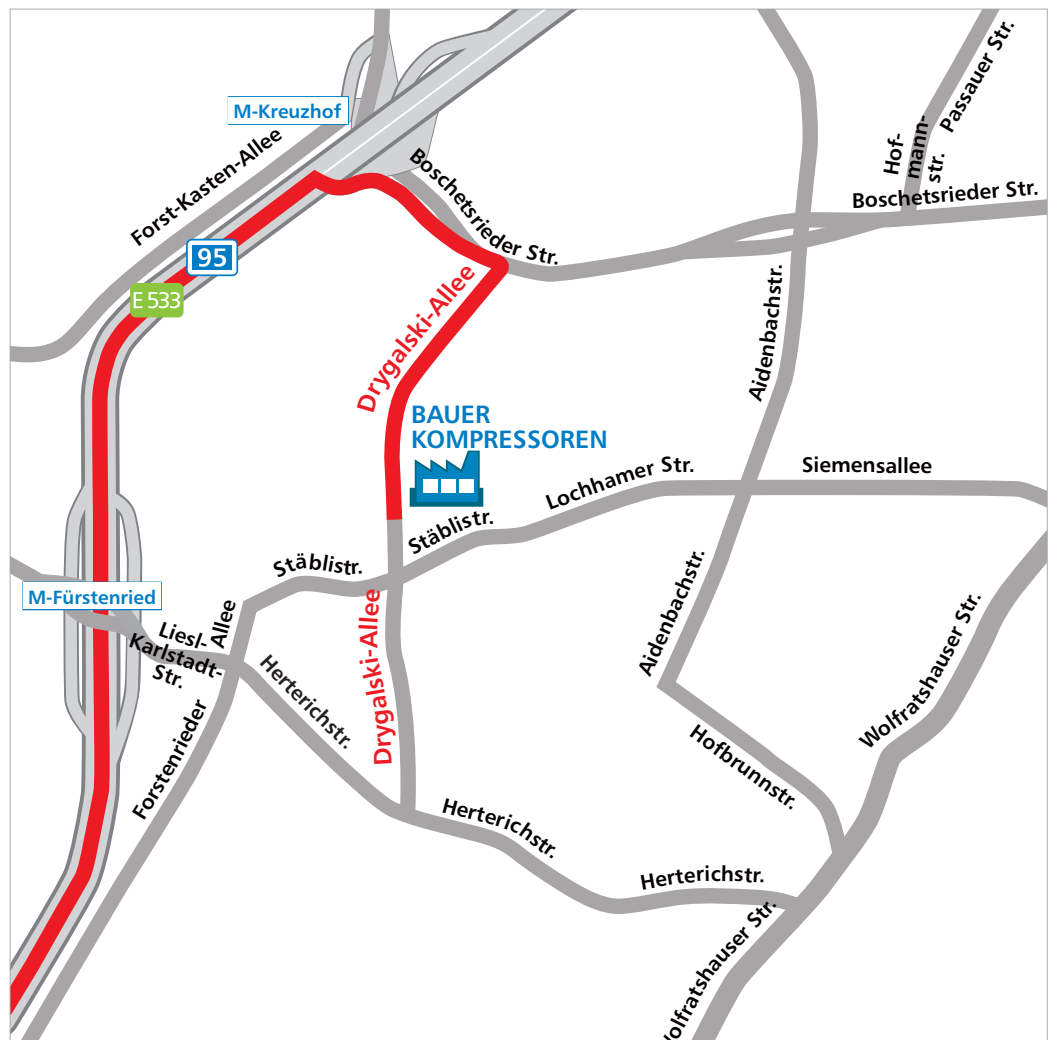 Passauer Str.
M-Kreuzhof
Hof-
mann-
str.
Forst-Kasten-Allee
Boschetsrieder Str.
Boschetsrieder Str.
95
E 533
Drygalski-Allee
Aidenbachstr.
BAUER
KOMPRESSOREN
Lochhamer Str.
Siemensallee
Stäblistr.
Stäblistr.
M-Fürstenried
Liesl-
Karlstadt-
Str.
Forstenrieder
Allee
Herterichstr.
Drygalski-Allee
Aidenbachstr.
Wolfratshauser Str.
Hofbrunnstr.
Herterichstr.
Herterichstr.
Wolfratshauser Str.